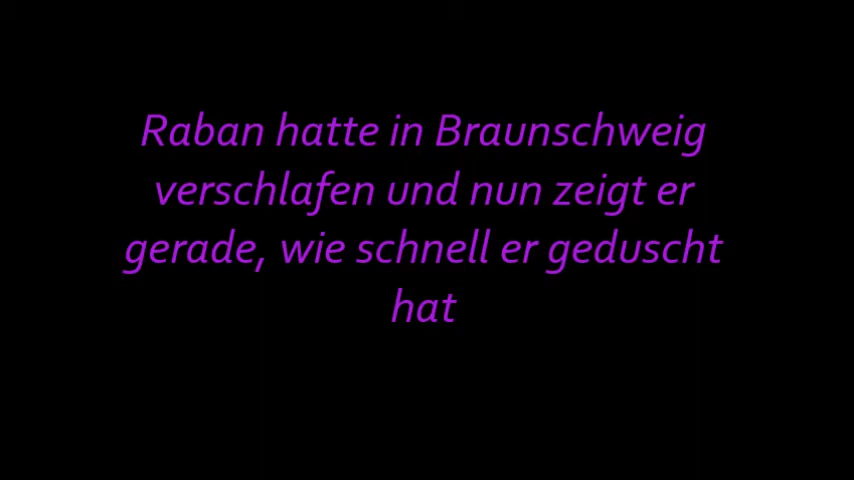 Raban hatte in Braunschweig
verschlafen und nun zeigt er
gerade, wie schnell er geduscht
hat